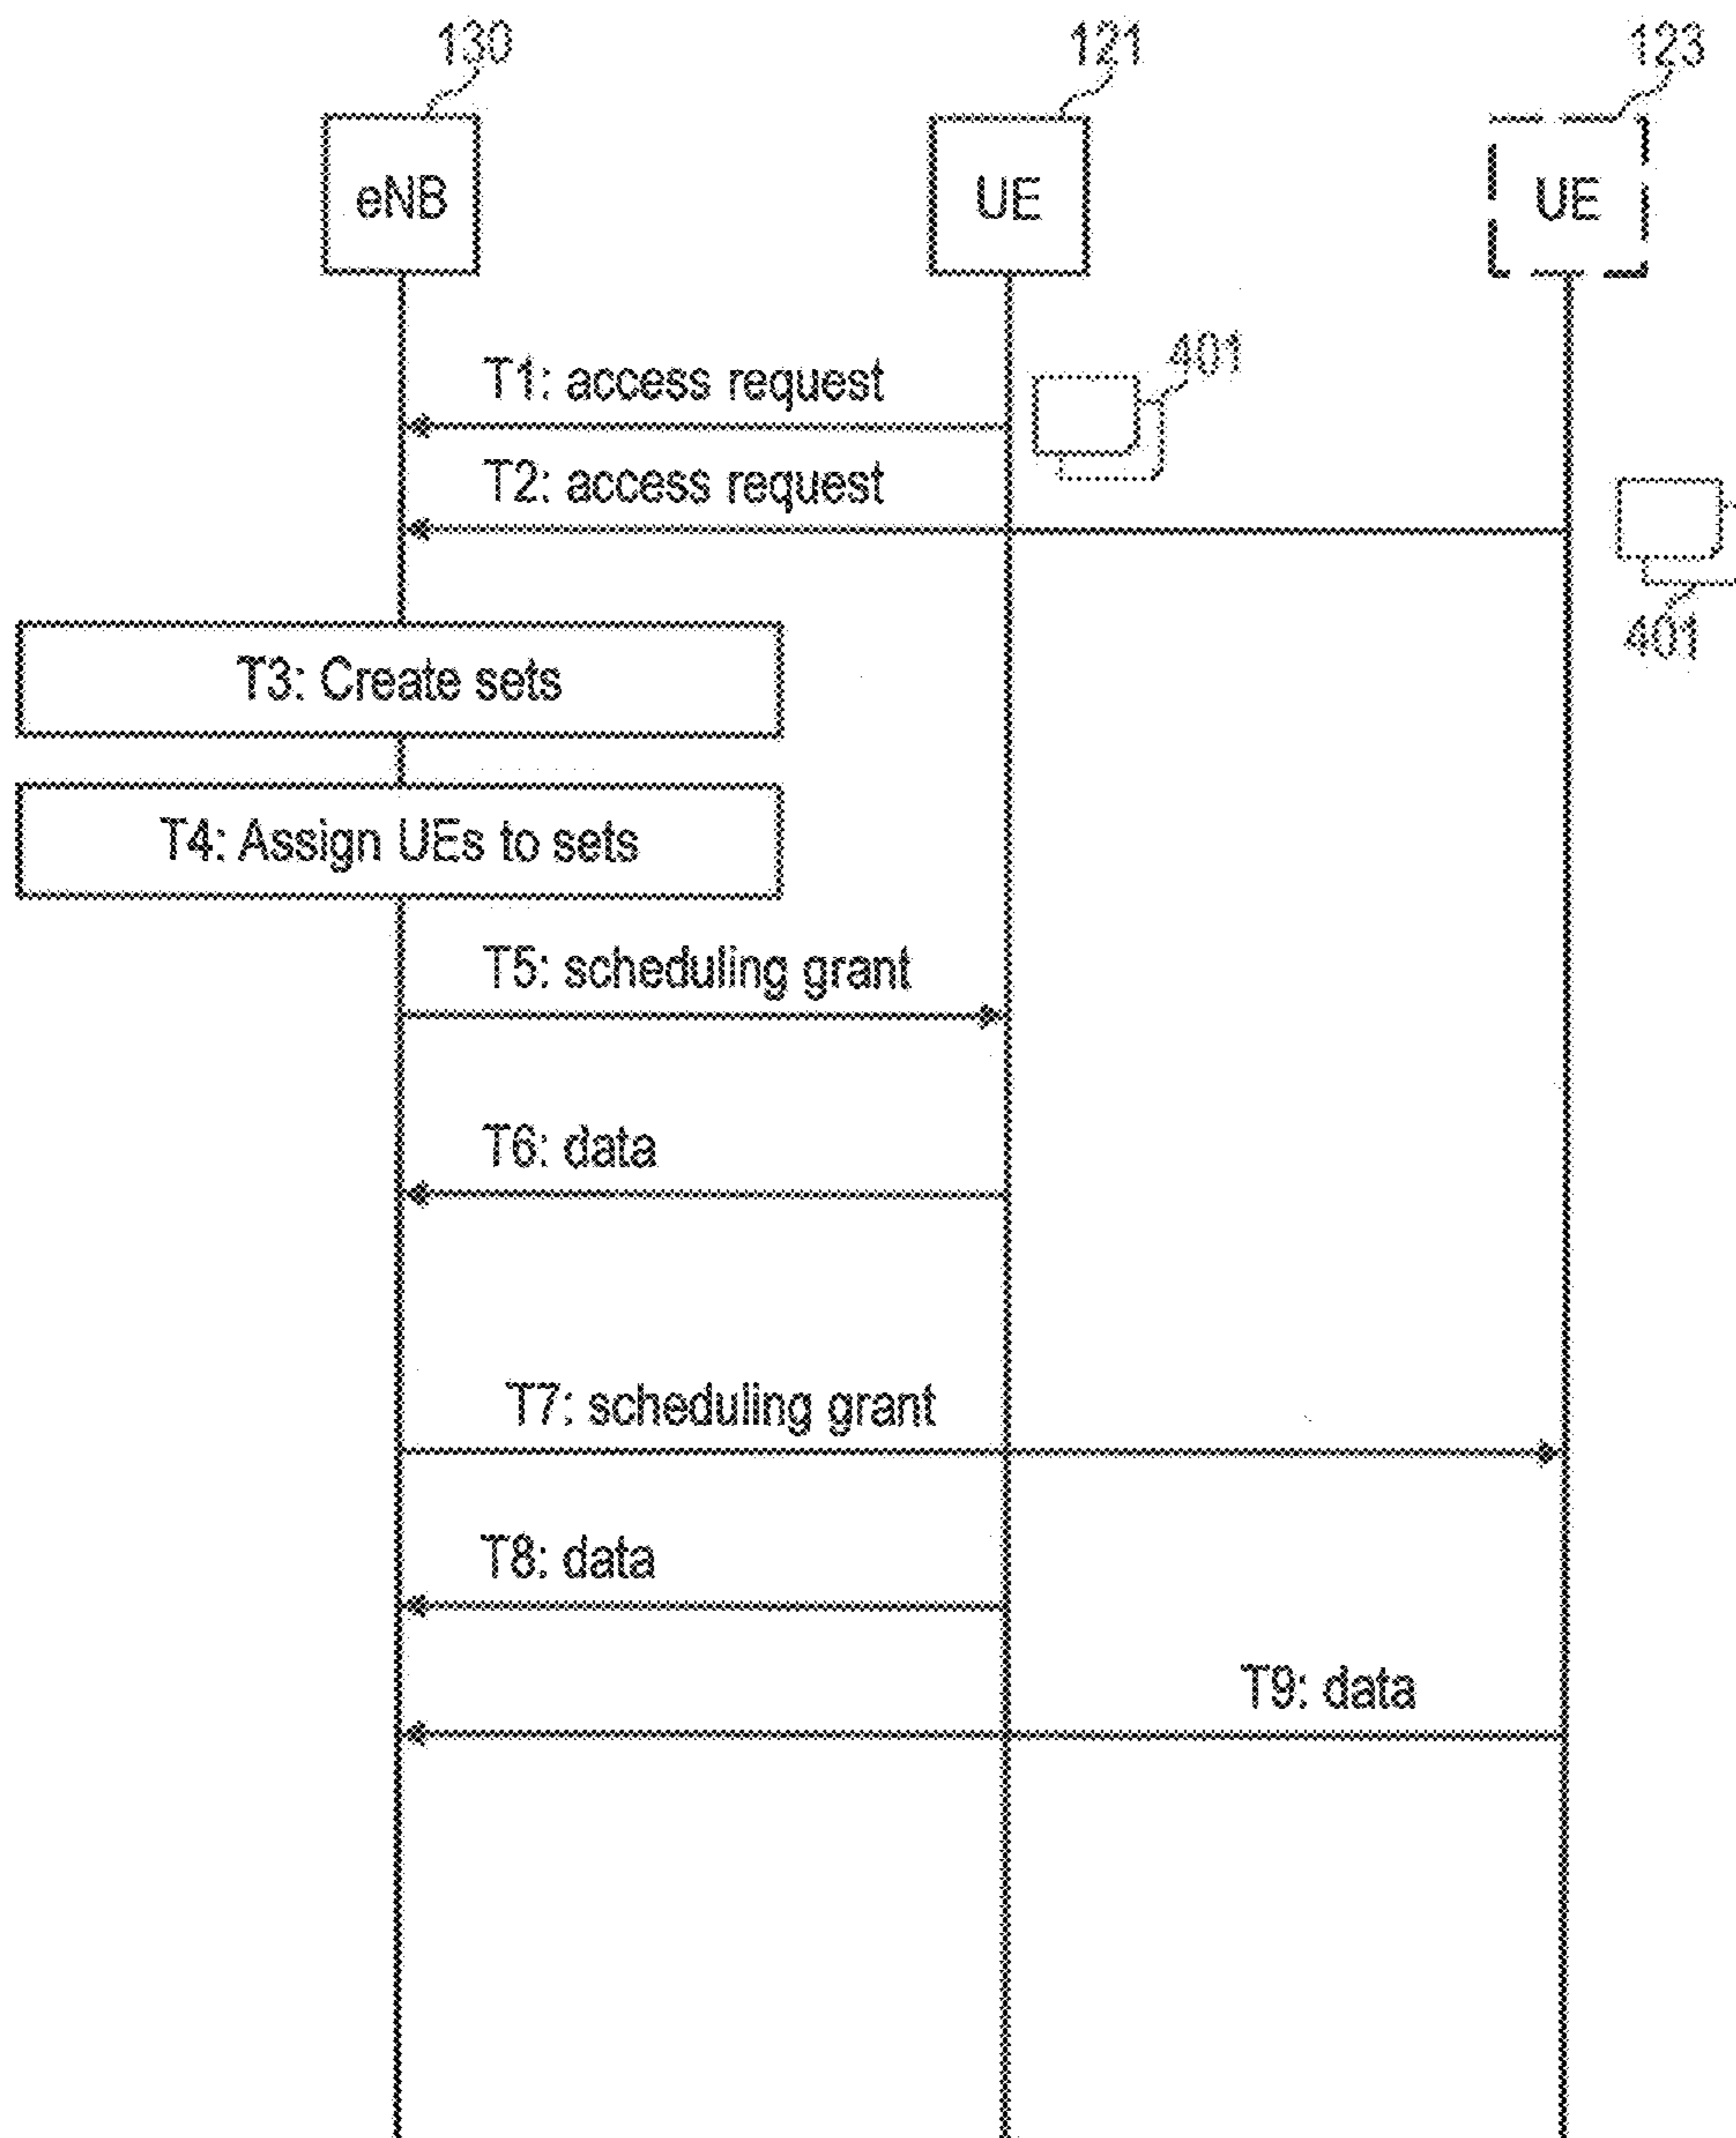 130
121
123
eNB
UE
UE
T1: access request
401
T2: access request
401
T3: Create sets
T4: Assign UEs to sets
T5: scheduling grant
T6: data
T7: scheduling grant
T8: data
T9: data